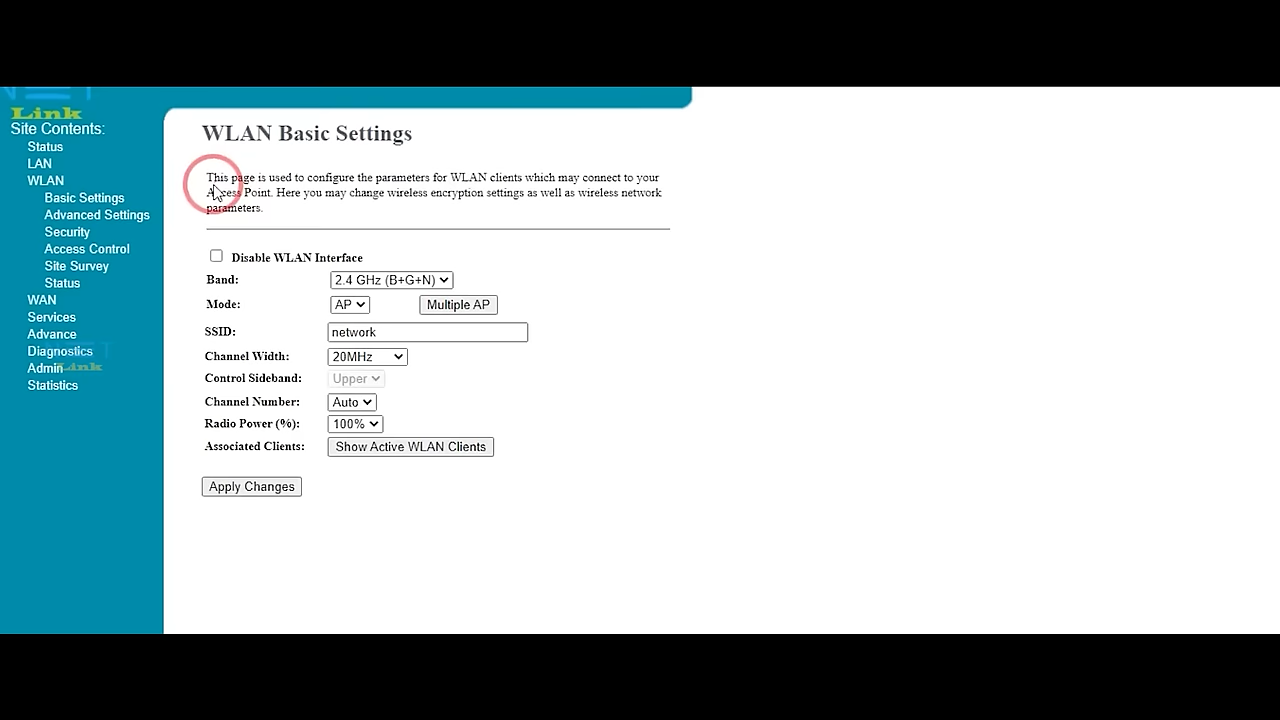 Link
Site Contents:
Status
LAN
WLAN
Basic Settings
Advanced Settings
Security
Access Control
Site Survey
Status
WAN
Services
Advance
Diagnostics
Admin
Link
Statistics
WLAN Basic Settings
This page is used to configure the parameters for WLAN clients which may connect to your
Access Point. Here you may change wireless encryption settings as well as wireless network
parameters.
Disable WLAN Interface
Band: 2.4 GHz (B+G+N)
Mode: AP Multiple AP
SSID: network
Channel Width: 20MHz
Control Sideband: Upper
Channel Number: Auto
Radio Power (%): 100%
Associated Clients: Show Active WLAN Clients
Apply Changes